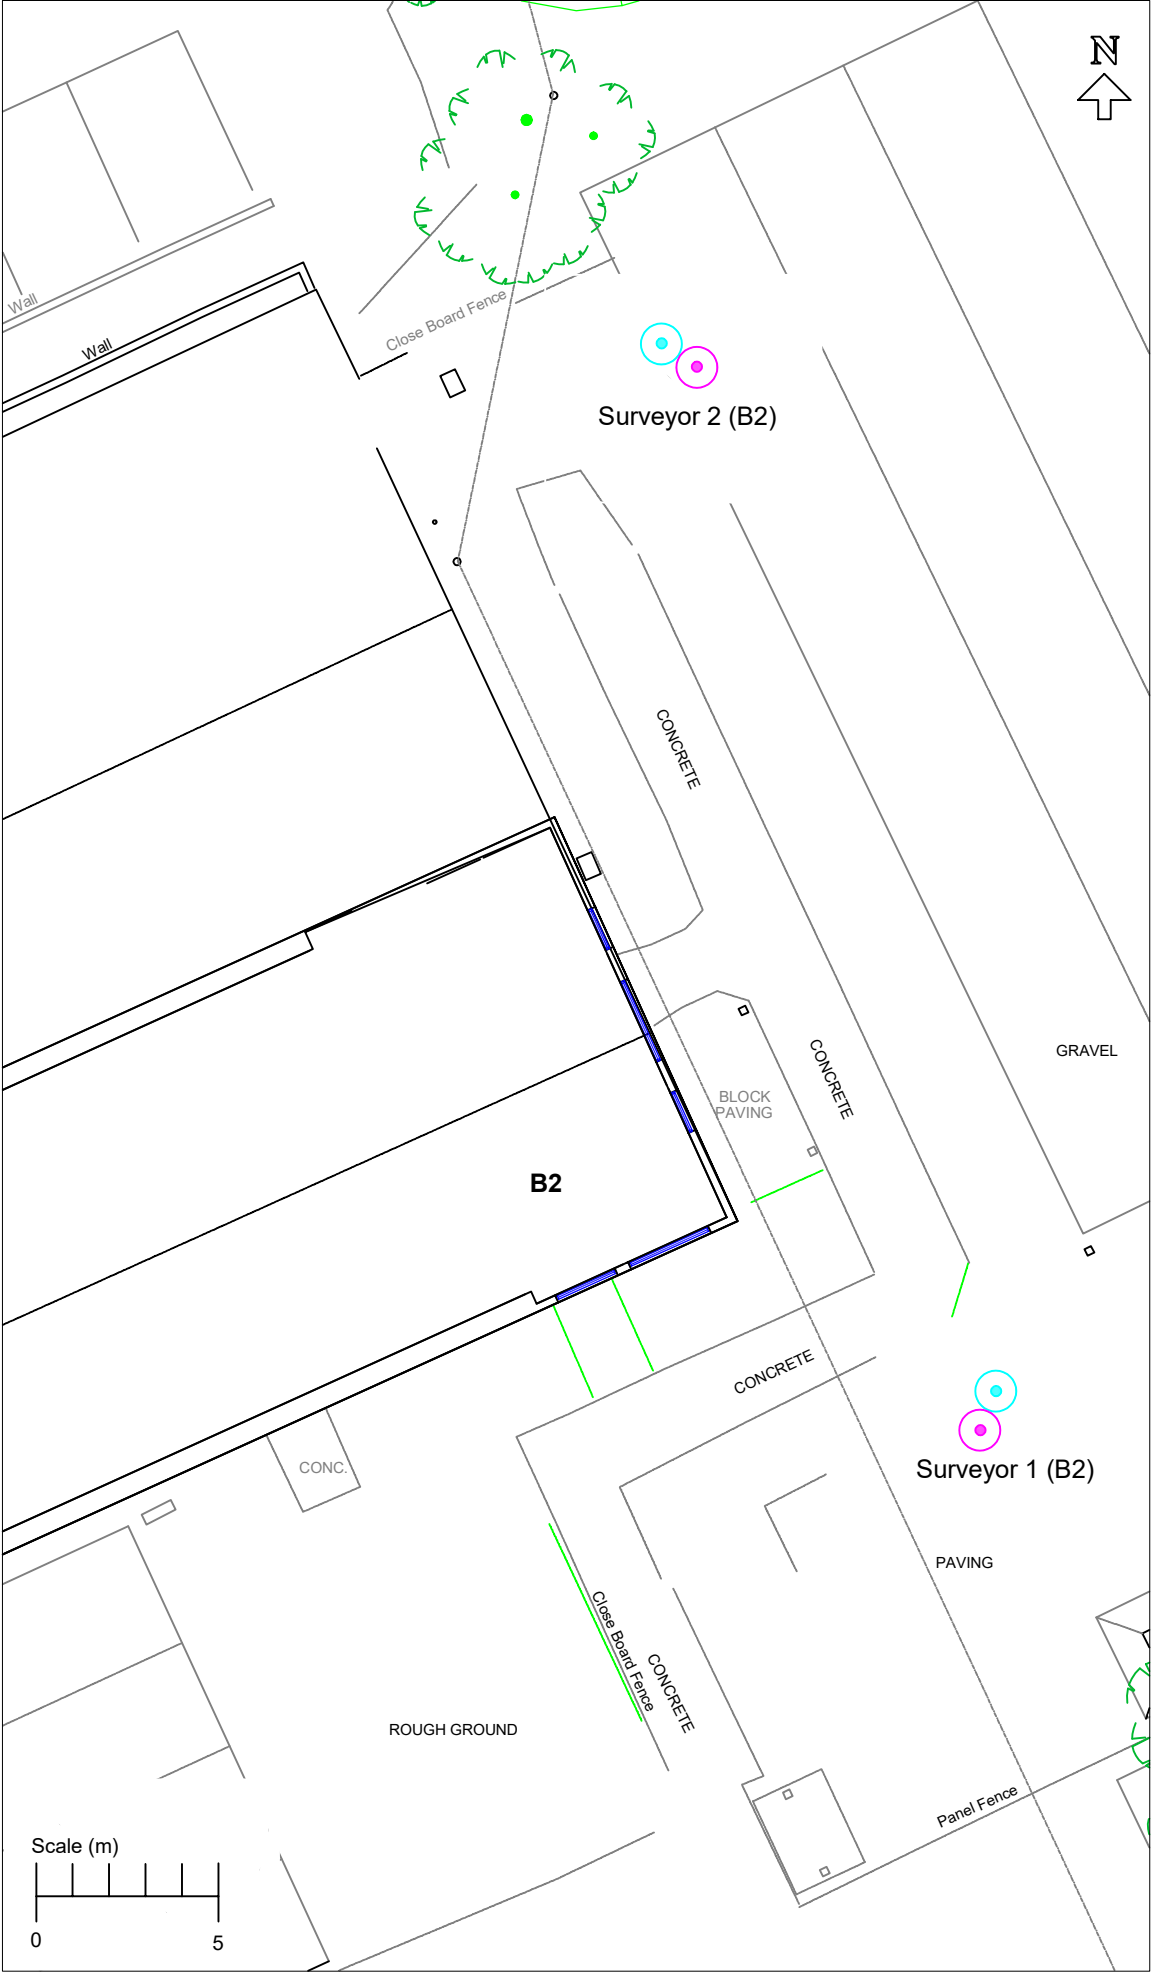 N
Wall
Wall
Close Board Fence
Surveyor 2 (B2)
CONCRETE
CONCRETE
GRAVEL
BLOCK
PAVING
B2
CONCRETE
CONC.
Surveyor 1 (B2)
PAVING
Close Board Fence
CONCRETE
ROUGH GROUND
Panel Fence
Scale (m)
0 5